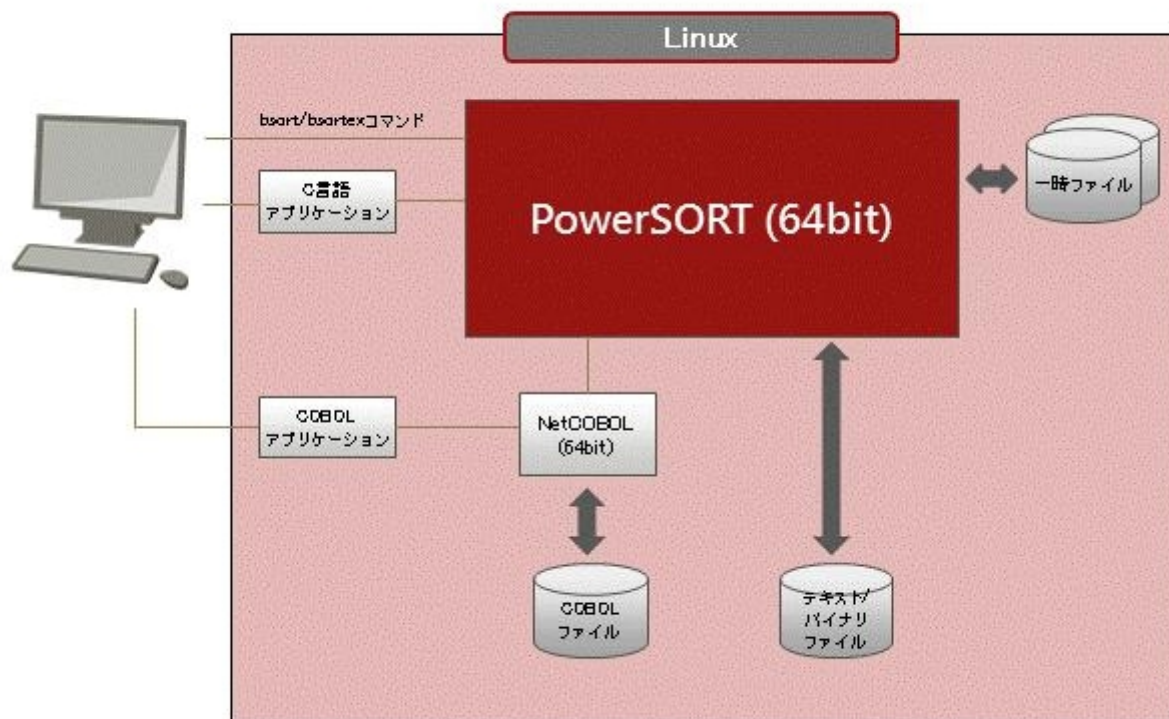 Linux
bsort/bsortexコマンド
C言語
アプリケーション
PowerSORT (64bit)
一時ファイル
COBOL
アプリケーション
NetCOBOL
(64bit)
COBOL
ファイル
テキスト/
バイナリ
ファイル